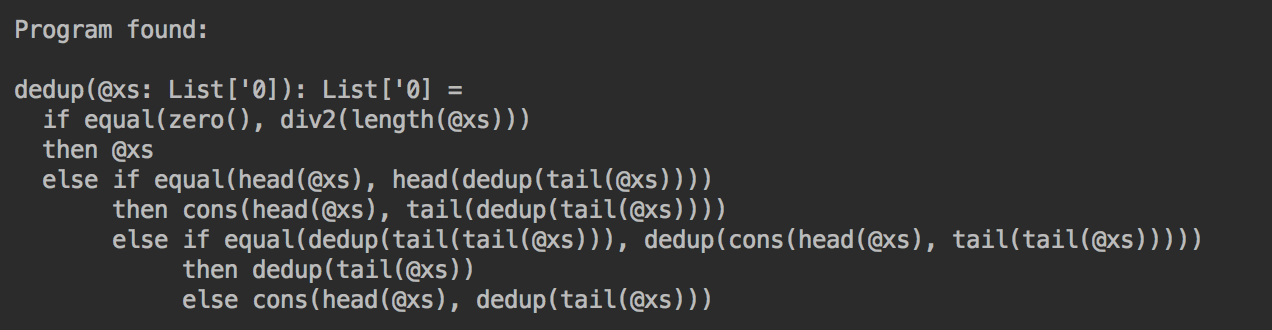 Program found:

dedup(@xs: List['0]): List['0] =
  if equal(zero(), div2(length(@xs)))
  then @xs
  else if equal(head(@xs), head(dedup(tail(@xs))))
       then cons(head(@xs), tail(dedup(tail(@xs))))
       else if equal(dedup(tail(tail(@xs))), dedup(cons(head(@xs), tail(tail(@xs)))))
            then dedup(tail(@xs))
            else cons(head(@xs), dedup(tail(@xs)))